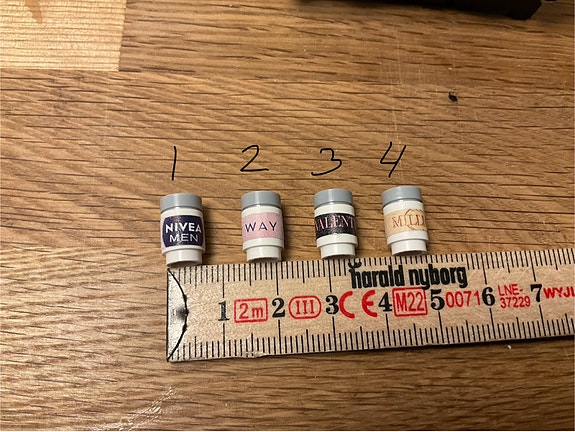 1 2 3 4
NIVEA
MEN
WAY
VALENT
MILD
harald nyborg
1 2m 2 III 3 CE 4 M22 5 0071 6 LNE-
37229 7 WYJI